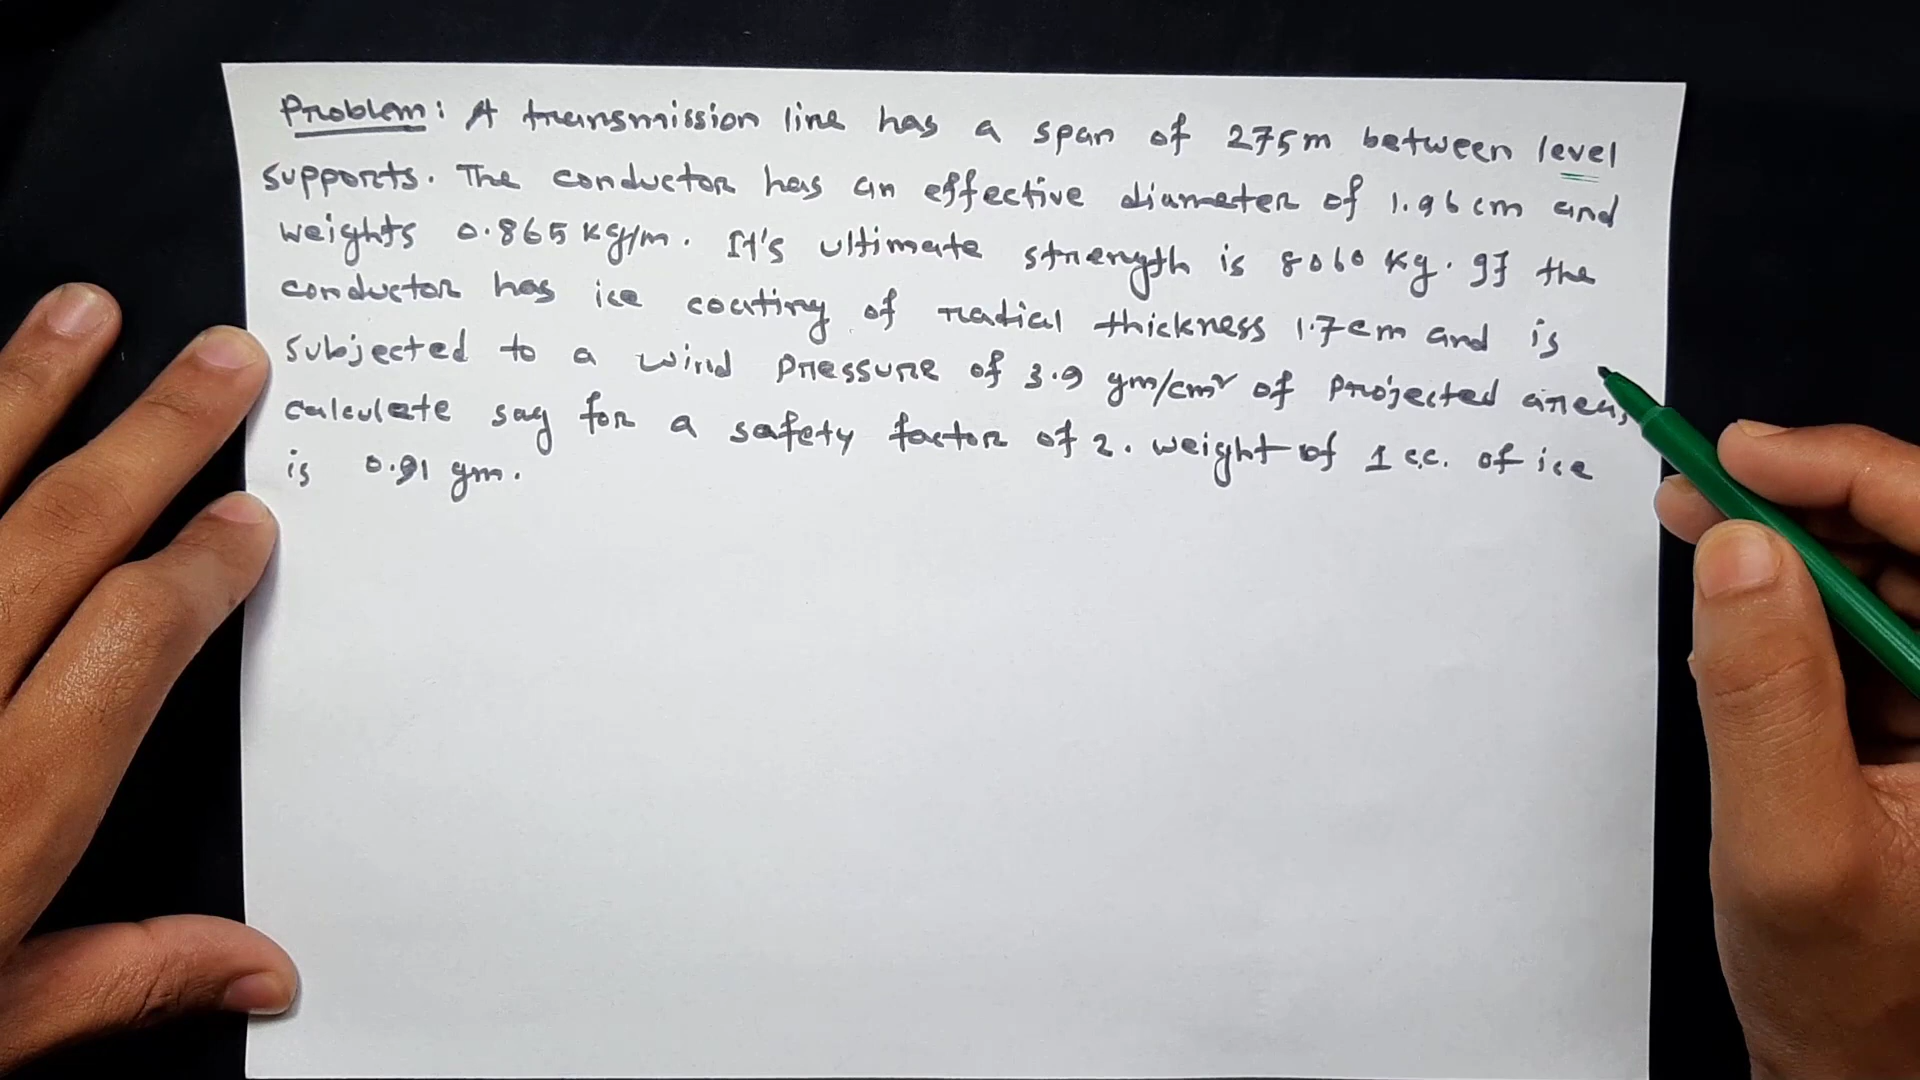 Problem: A transmission line has a span of 275m between level
supports. The conductor has an effective diameter of 1.96 cm and
weights 0.865 kg/m. It's ultimate strength is 8060 kg. If the
conductor has ice coating of radial thickness 1.7cm and is
subjected to a wind pressure of 3.9 gm/cm² of projected area,
calculate sag for a safety factor of 2. weight of 1 c.c. of ice
is 0.91 gm.